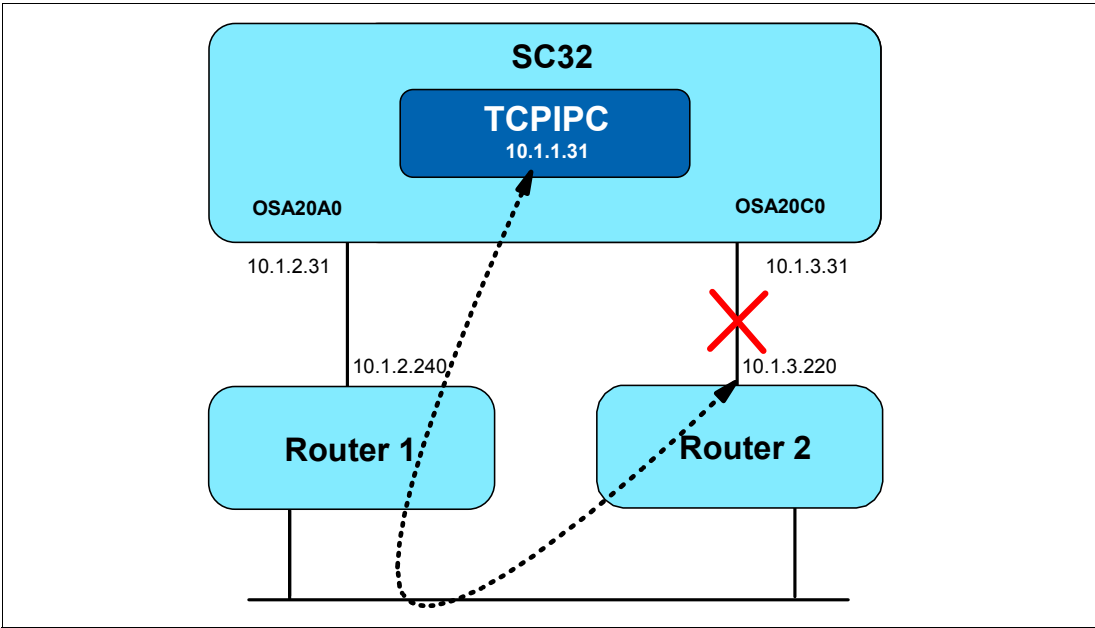 SC32
TCPIPC
10.1.1.31
OSA20A0
OSA20C0
10.1.2.31
10.1.3.31
10.1.2.240
10.1.3.220
Router 1
Router 2